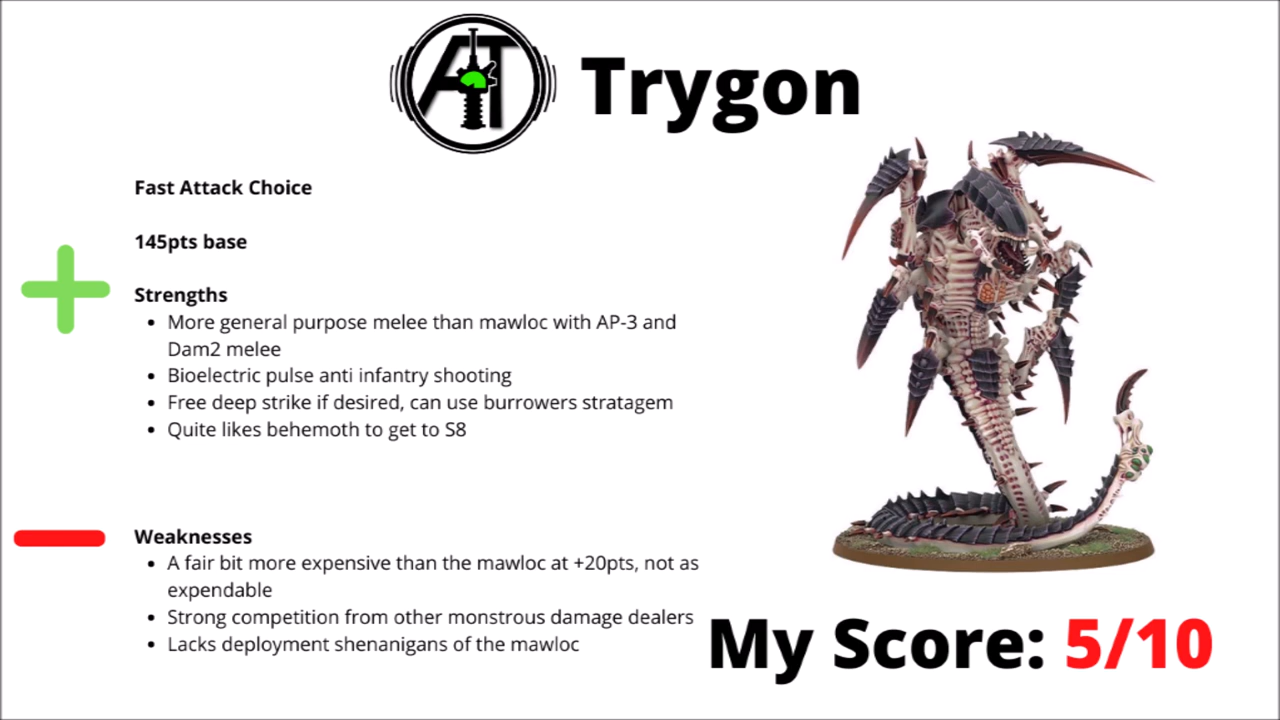 AT
Trygon
Fast Attack Choice
145pts base
Strengths
• More general purpose melee than mawloc with AP-3 and
Dam2 melee
• Bioelectric pulse anti infantry shooting
• Free deep strike if desired, can use burrowers stratagem
• Quite likes behemoth to get to S8
Weaknesses
• A fair bit more expensive than the mawloc at +20pts, not as
expendable
• Strong competition from other monstrous damage dealers
• Lacks deployment shenanigans of the mawloc
My Score: 5/10